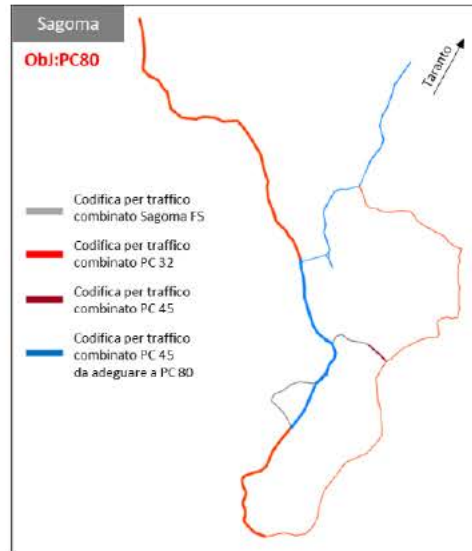 Sagoma
ObJ:PC80
Taranto
Codifica per traffico
combinato Sagoma FS
Codifica per traffico
combinato PC 32
Codifica per traffico
combinato PC 45
Codifica per traffico
combinato PC 45
da adeguare a PC 80